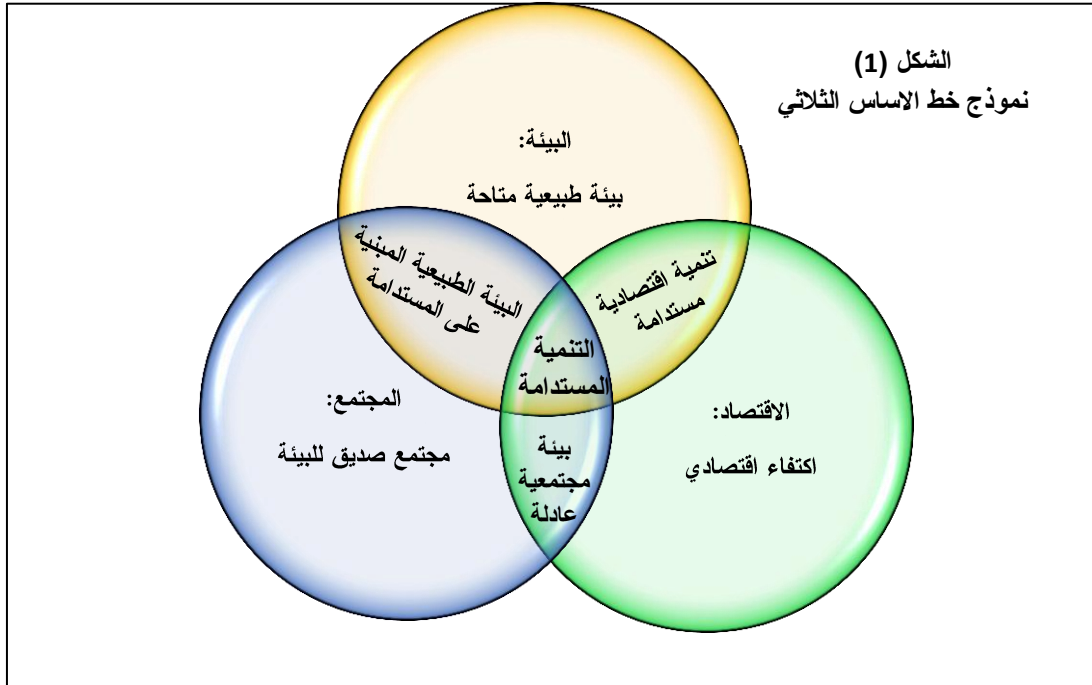 الشكل (1)
نموذج خط الاساس الثلاثي
البيئة:
بيئة طبيعية متاحة
البيئة الطبيعية المبنية
على المستدامة
تنمية اقتصادية
مستدامة
التنمية
المستدامة
المجتمع:
مجتمع صديق للبيئة
الاقتصاد:
اكتفاء اقتصادي
بيئة
مجتمعية
عادلة